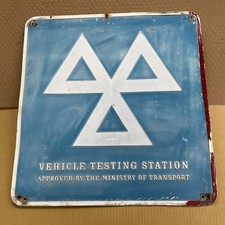 VEHICLE TESTING STATION
APPROVED BY THE MINISTRY OF TRANSPORT